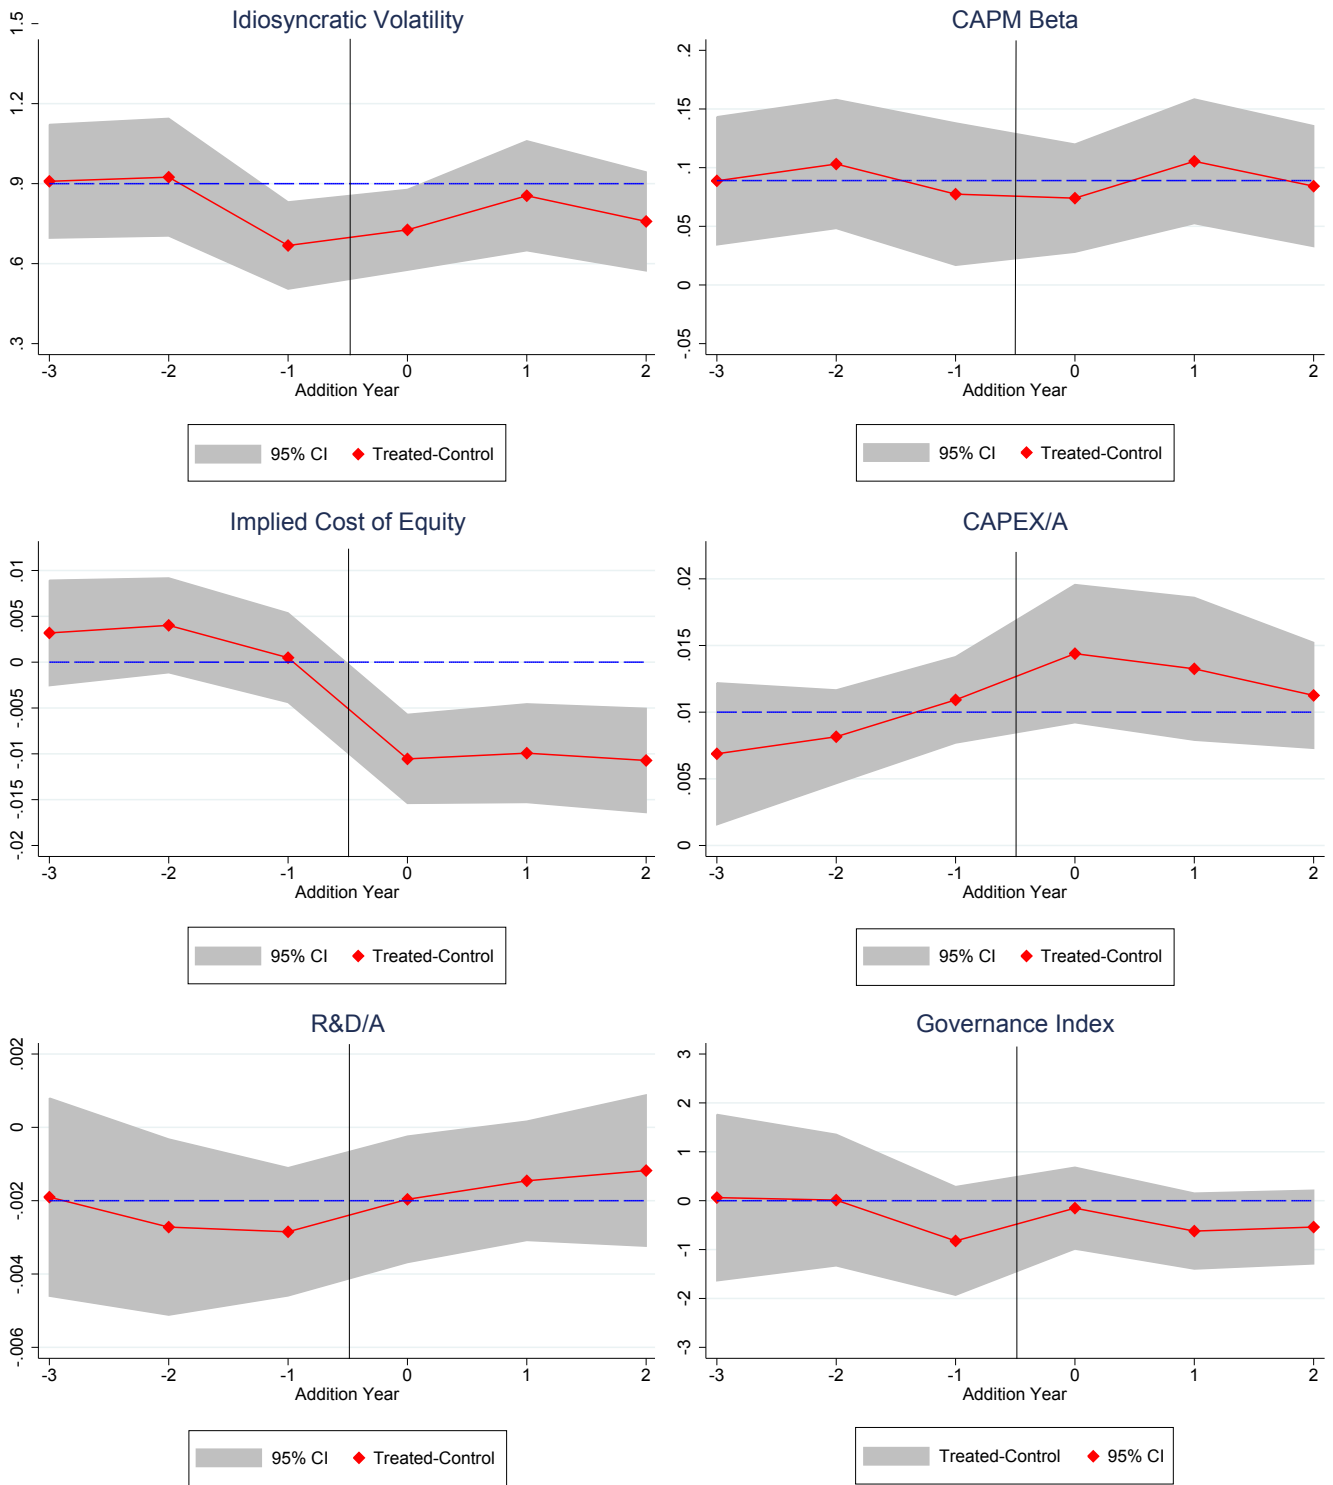 Idiosyncratic Volatility
1.5
1.2
.9
.6
.3
-3 -2 -1 0 1 2
Addition Year
95% CI Treated-Control
CAPM Beta
.2
.15
.1
.05
0
-.05
-3 -2 -1 0 1 2
Addition Year
95% CI Treated-Control
Implied Cost of Equity
.01
.005
0
-.005
-.01
-.015
-.02
-3 -2 -1 0 1 2
Addition Year
95% CI Treated-Control
CAPEX/A
.02
.015
.01
.005
0
-3 -2 -1 0 1 2
Addition Year
95% CI Treated-Control
R&D/A
.002
0
-.002
-.004
-.006
-3 -2 -1 0 1 2
Addition Year
95% CI Treated-Control
Governance Index
3
2
1
0
-1
-2
-3
-3 -2 -1 0 1 2
Addition Year
Treated-Control 95% CI